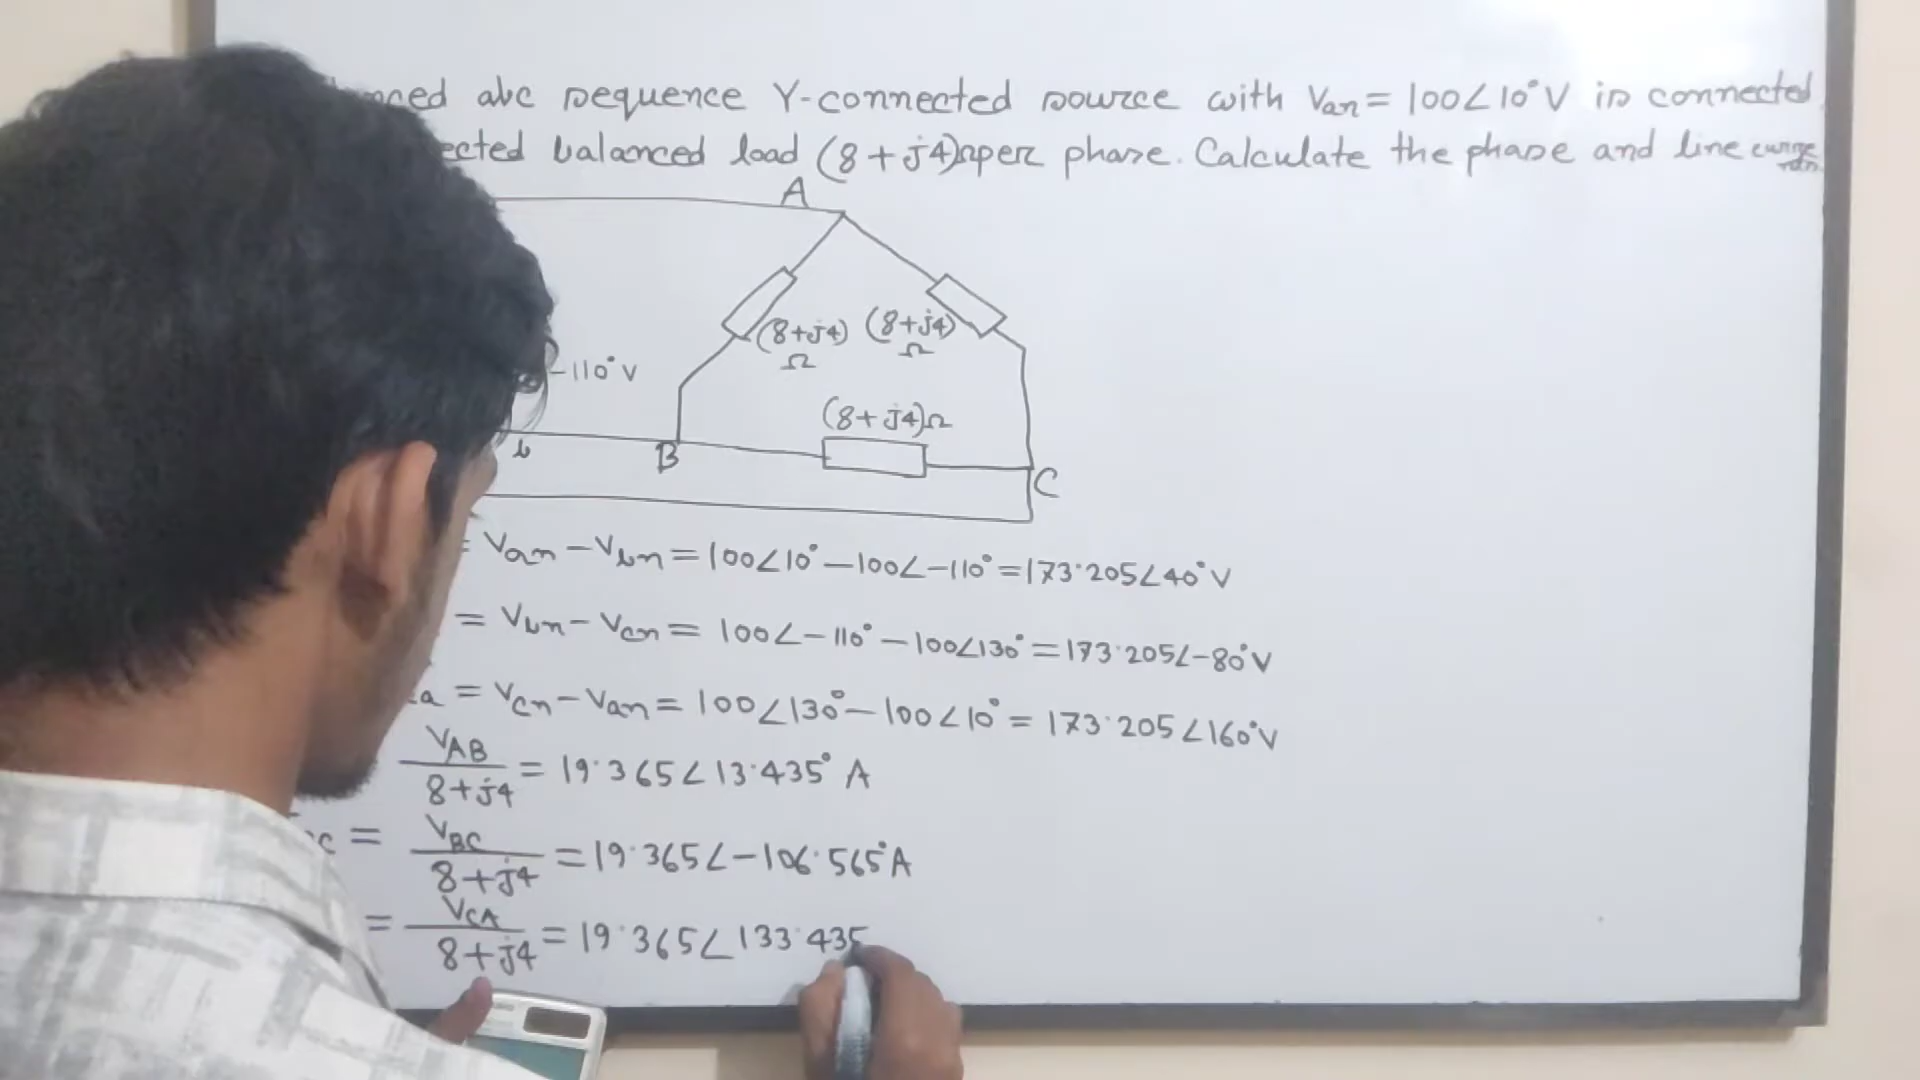 abc sequence Y-connected source with Van = 100∠10° V is connected
balanced load (8+j4)Ω per phase. Calculate the phase and line
A
(8+j4) Ω
(8+j4) Ω
-110° V
(8+j4)Ω
b
B
C
= Van - Vbn = 100∠10° - 100∠-110° = 173.205∠40° V
= Vbn - Vcn = 100∠-110° - 100∠130° = 173.205∠-80° V
= Vcn - Van = 100∠130° - 100∠10° = 173.205∠160° V
VAB / 8+j4 = 19.365∠13.435° A
= VBC / 8+j4 = 19.365∠-106.565° A
= VCA / 8+j4 = 19.365∠133.435